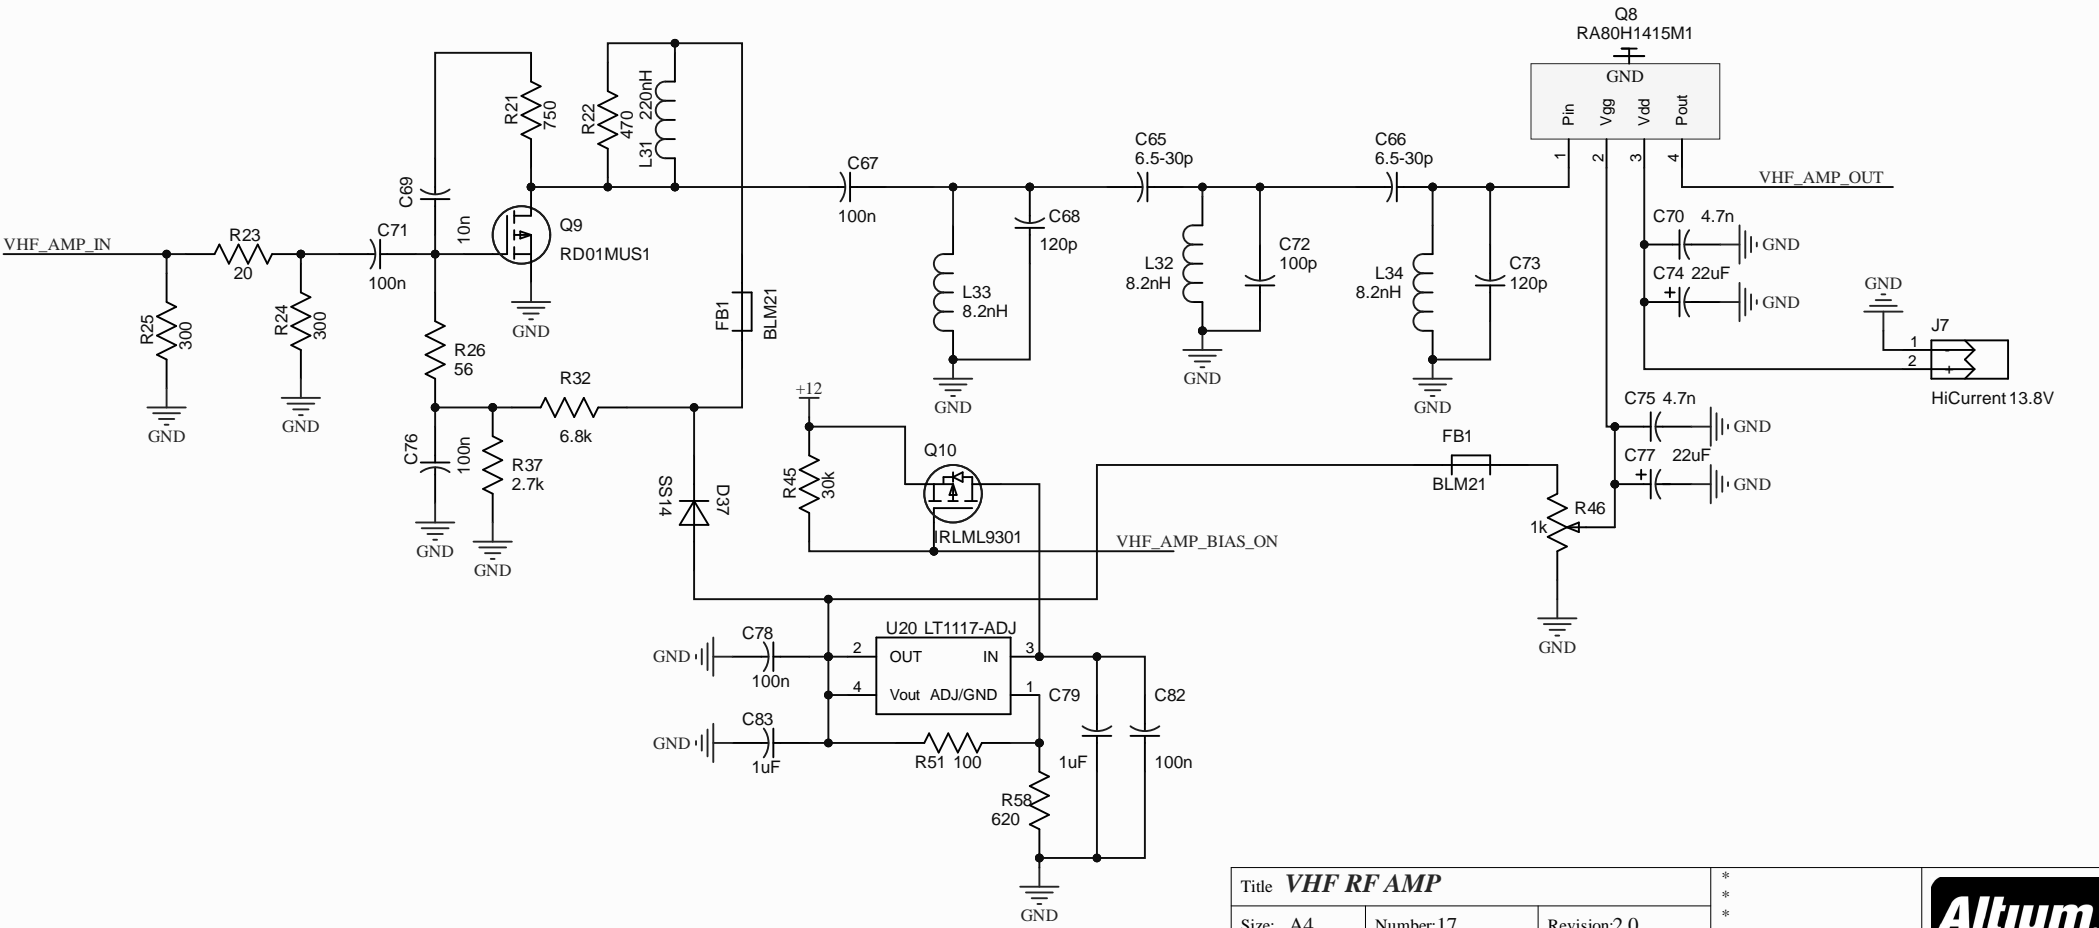 Q8
RA80H1415M1
GND
Pin
Vgg
Vdd
Pout
1
2
3
4
VHF_AMP_OUT
R21
750
R22
470
L31
220nH
C69
10n
C67
100n
C65
6.5-30p
C66
6.5-30p
VHF_AMP_IN
R23
20
C71
100n
Q9
RD01MUS1
GND
R25
300
GND
R24
300
GND
R26
56
FB1
BLM21
L33
8.2nH
C68
120p
GND
L32
8.2nH
C72
100p
GND
L34
8.2nH
C73
120p
GND
C70 4.7n
GND
C74 22uF
+
GND
GND
J7
1
2
-
+
HiCurrent 13.8V
C75 4.7n
GND
C77 22uF
+
GND
R32
6.8k
C76
100n
GND
R37
2.7k
GND
SS14
D37
+12
R45
30k
Q10
IRLML9301
VHF_AMP_BIAS_ON
FB1
BLM21
R46
1k
GND
U20 LT1117-ADJ
2
OUT
IN
3
4
Vout
ADJ/GND
1
GND
C78
100n
GND
C83
1uF
R51 100
R58
620
C79
1uF
C82
100n
GND
Title VHF RF AMP
*
*
*
Size: A4
Number:17
Revision:2.0
Altium